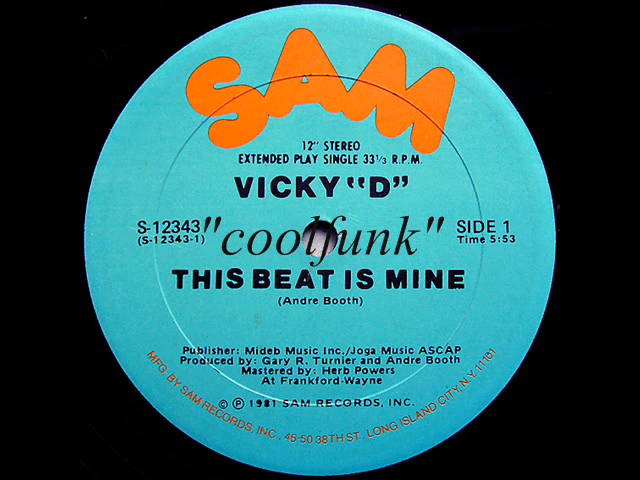 SAM
12" STEREO
EXTENDED PLAY SINGLE 33 1/3 R.P.M.
VICKY "D"
S-12343
(S-12343-1)
"coolfunk"
SIDE 1
Time 5:53
THIS BEAT IS MINE
(Andre Booth)
Publisher: Mideb Music Inc./Joga Music ASCAP
Produced by: Gary R. Turnier and Andre Booth
Mastered by: Herb Powers
At Frankford-Wayne
© ℗ 1981 SAM RECORDS, INC.
MFG. BY SAM RECORDS, INC., 45-50 38TH ST., LONG ISLAND CITY, N.Y. 11101